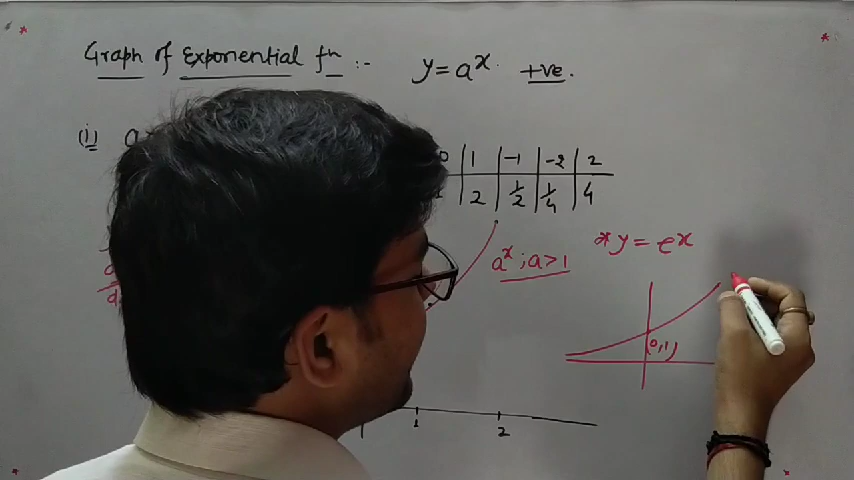 Graph of Exponential fn :- y = a^x. +ve.
(i) a
0 | 1 | -1 | -2 | 2
2 | 1/2 | 1/4 | 4
* y = e^x
a^x ; a > 1
(0,1)
1 2